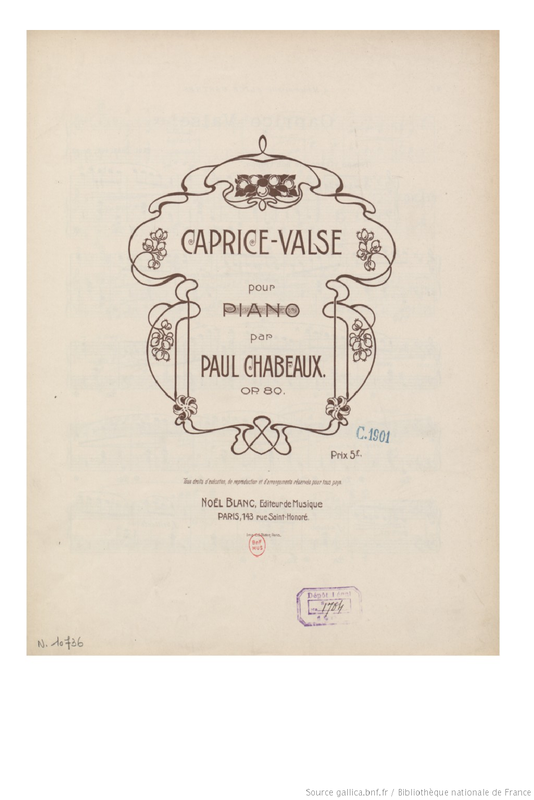 CAPRICE-VALSE
pour
PIANO
par
PAUL CHABEAUX.
OP. 80.
C.1901
Prix 5f.
Tous droits d'exécution, de reproduction et d'arrangements réservés pour tous pays.
NOËL BLANC, Editeur de Musique
PARIS, 143 rue Saint-Honoré.
BnF
MUS
Dépôt Légal
N. 10736
Source gallica.bnf.fr / Bibliothèque nationale de France